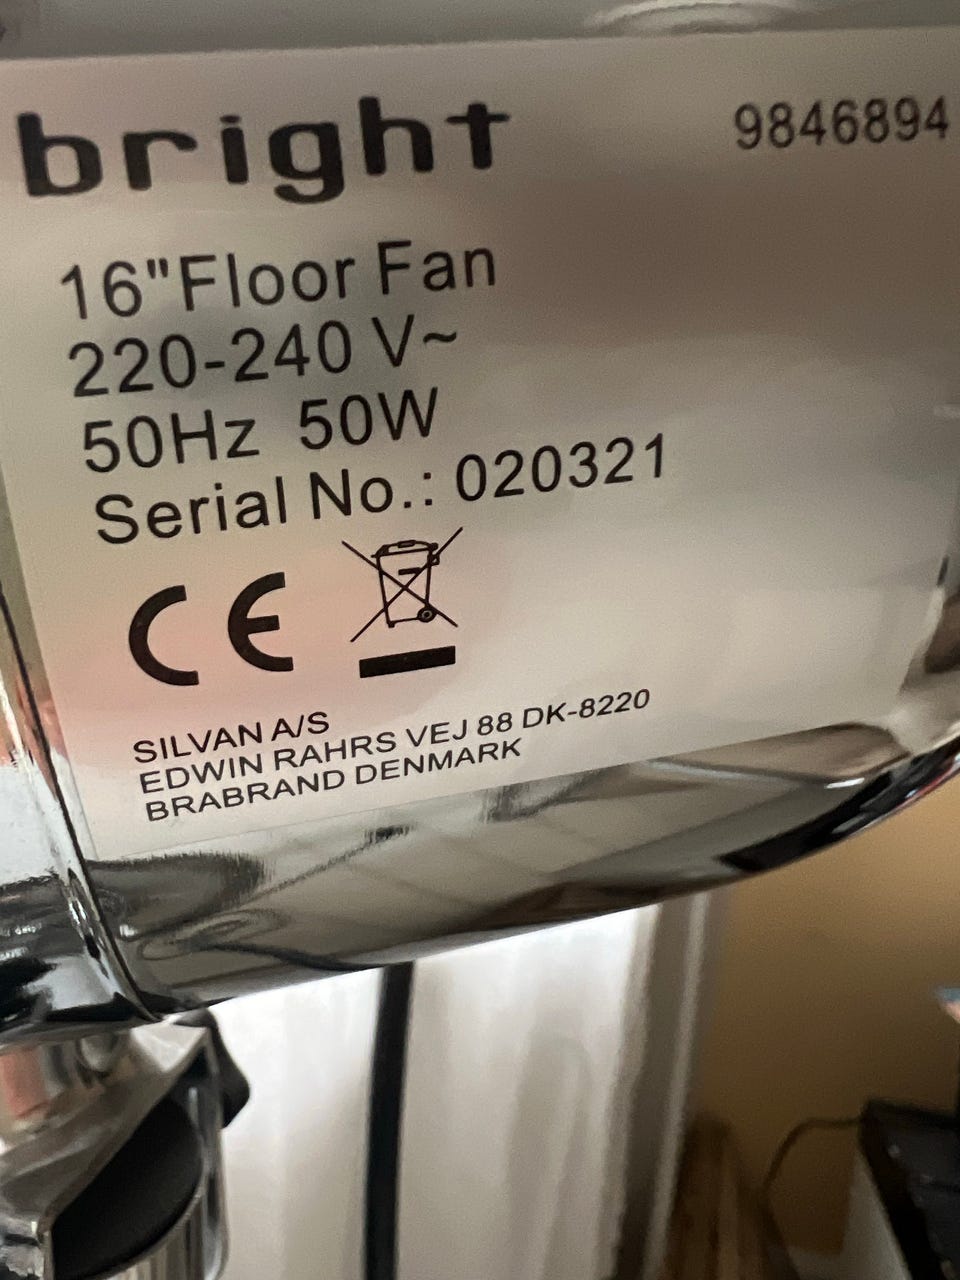 bright 9846894
16"Floor Fan
220-240 V~
50Hz 50W
Serial No.: 020321
CE
SILVAN A/S
EDWIN RAHRS VEJ 88 DK-8220
BRABRAND DENMARK